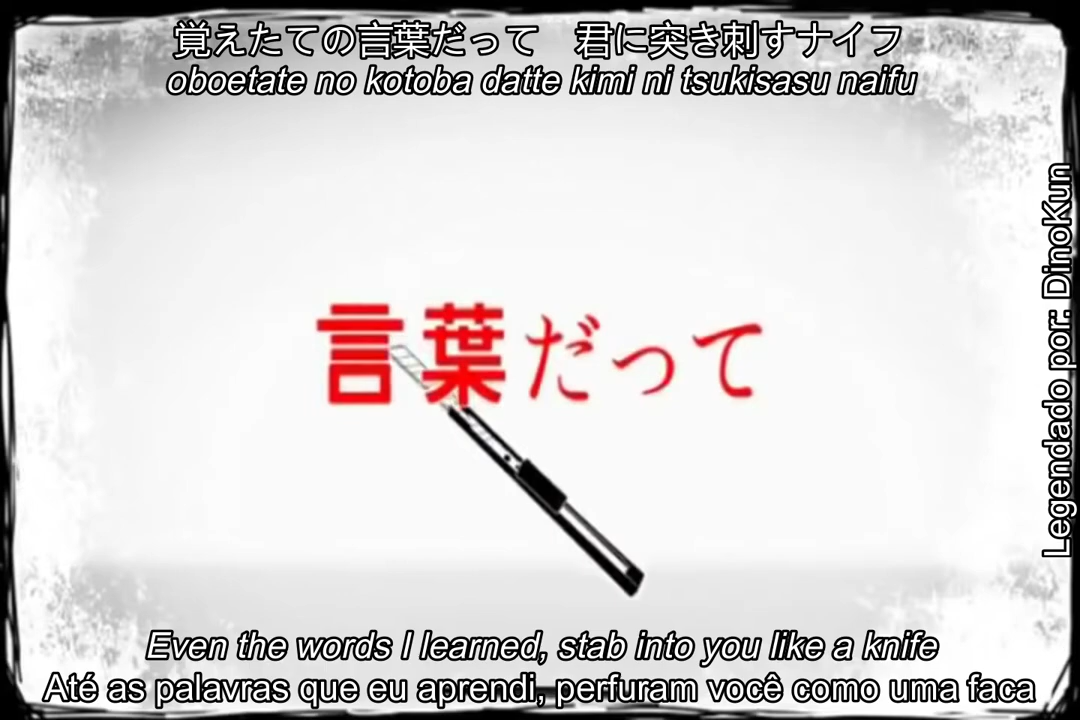 覚えたての言葉だって　君に突き刺すナイフ
oboetate no kotoba datte kimi ni tsukisasu naifu
言葉だって
Legendado por: DinoKun
Even the words I learned, stab into you like a knife
Até as palavras que eu aprendi, perfuram você como uma faca